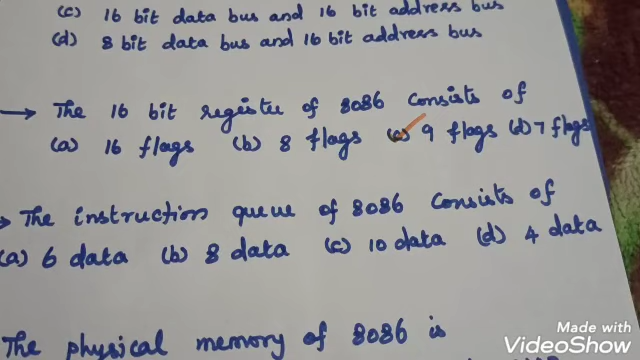 (c) 16 bit data bus and 16 bit address bus
(d) 8 bit data bus and 16 bit address bus
→ The 16 bit register of 8086 consists of
(a) 16 flags (b) 8 flags (c) 9 flags (d) 7 flags
→ The instruction queue of 8086 consists of
(a) 6 data (b) 8 data (c) 10 data (d) 4 data
The physical memory of 8086 is
Made with
VideoShow